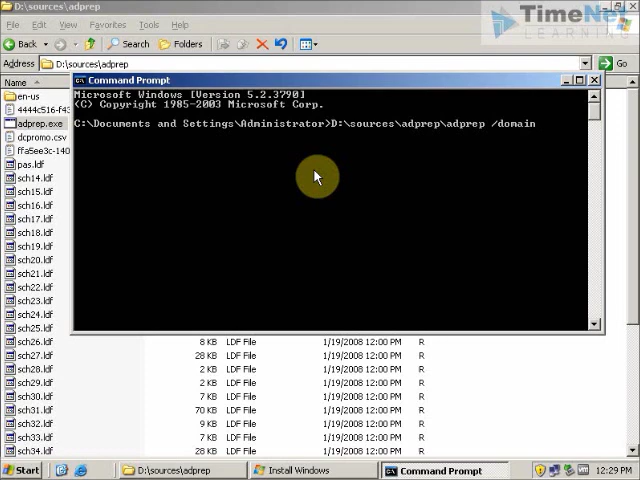 D:\sources\adprep
File Edit View Favorites Tools Help
Back Search Folders
Address D:\sources\adprep Go
TimeNet
LEARNING
Name
en-us
4444c516-f43
adprep.exe
dcpromo.csv
ffa5ee3c-140
pas.ldf
sch14.ldf
sch15.ldf
sch16.ldf
sch17.ldf
sch18.ldf
sch19.ldf
sch20.ldf
sch21.ldf
sch22.ldf
sch23.ldf
sch24.ldf
sch25.ldf
Command Prompt
Microsoft Windows [Version 5.2.3790]
(C) Copyright 1985-2003 Microsoft Corp.
C:\Documents and Settings\Administrator>D:\sources\adprep\adprep /domain
sch26.ldf 8 KB LDF File 1/19/2008 12:00 PM R
sch27.ldf 28 KB LDF File 1/19/2008 12:00 PM R
sch28.ldf 2 KB LDF File 1/19/2008 12:00 PM R
sch29.ldf 2 KB LDF File 1/19/2008 12:00 PM R
sch30.ldf 7 KB LDF File 1/19/2008 12:00 PM R
sch31.ldf 70 KB LDF File 1/19/2008 12:00 PM R
sch32.ldf 9 KB LDF File 1/19/2008 12:00 PM R
sch33.ldf 7 KB LDF File 1/19/2008 12:00 PM R
sch34.ldf 28 KB LDF File 1/19/2008 12:00 PM R
Start D:\sources\adprep Install Windows Command Prompt 12:29 PM